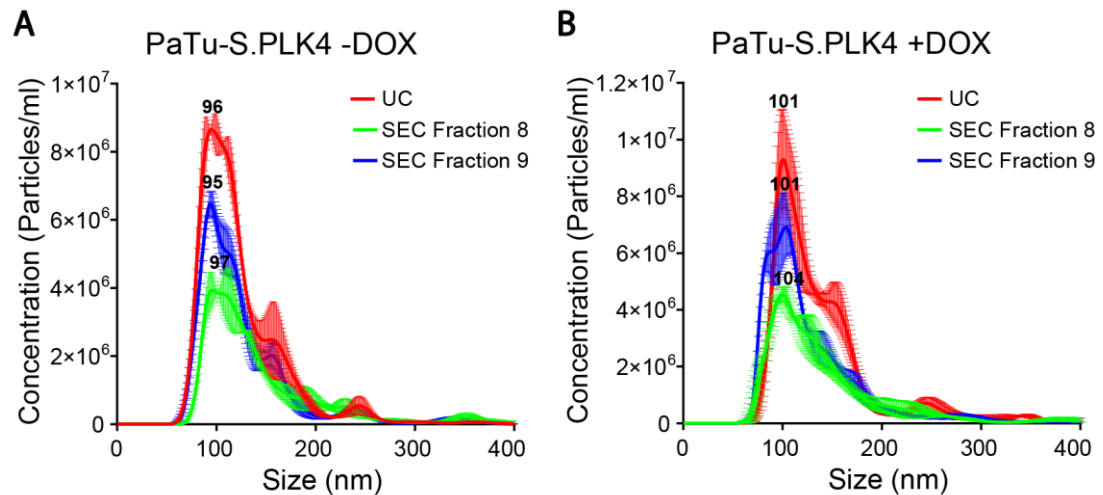 A
PaTu-S.PLK4 -DOX
Concentration (Particles/ml)
1×10⁷
8×10⁶
6×10⁶
4×10⁶
2×10⁶
0
96
95
97
UC
SEC Fraction 8
SEC Fraction 9
0
100
200
300
400
Size (nm)
B
PaTu-S.PLK4 +DOX
Concentration (Particles/ml)
1.2×10⁷
1×10⁷
8×10⁶
6×10⁶
4×10⁶
2×10⁶
0
101
101
104
UC
SEC Fraction 8
SEC Fraction 9
0
100
200
300
400
Size (nm)